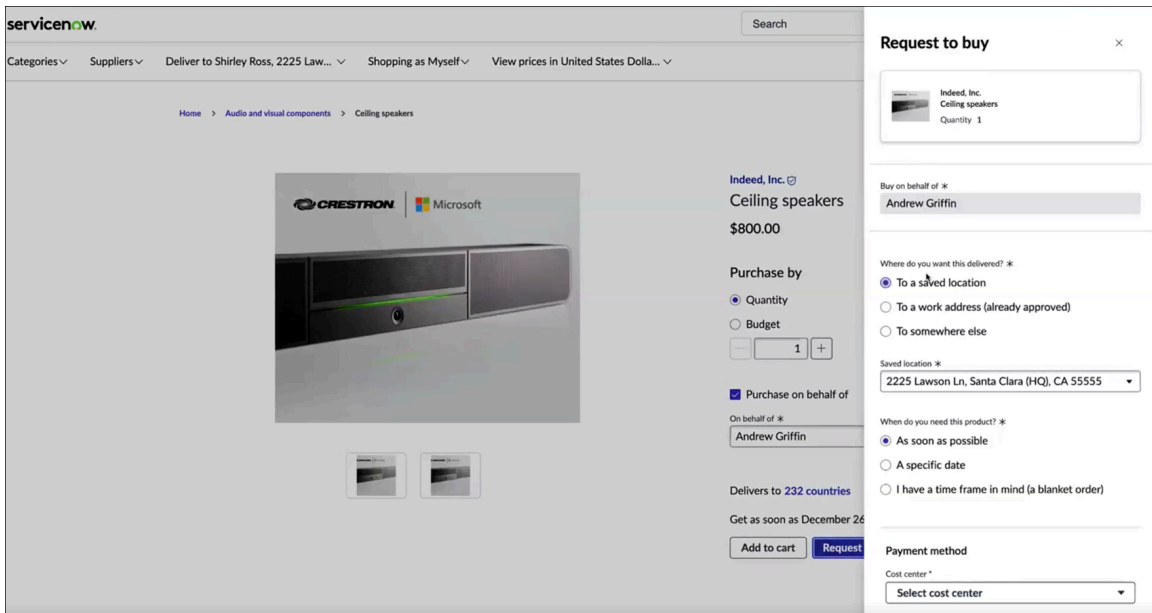 servicenow.
Search
Categories
Suppliers
Deliver to Shirley Ross, 2225 Law...
Shopping as Myself
View prices in United States Dolla...
Home > Audio and visual components > Ceiling speakers
CRESTRON. | Microsoft
Indeed, Inc.
Ceiling speakers
$800.00
Purchase by
Quantity
Budget
1
Purchase on behalf of
On behalf of *
Andrew Griffin
Delivers to 232 countries
Get as soon as December 26
Add to cart
Request
Request to buy
Indeed, Inc.
Ceiling speakers
Quantity 1
Buy on behalf of *
Andrew Griffin
Where do you want this delivered? *
To a saved location
To a work address (already approved)
To somewhere else
Saved location *
2225 Lawson Ln, Santa Clara (HQ), CA 55555
When do you need this product? *
As soon as possible
A specific date
I have a time frame in mind (a blanket order)
Payment method
Cost center *
Select cost center